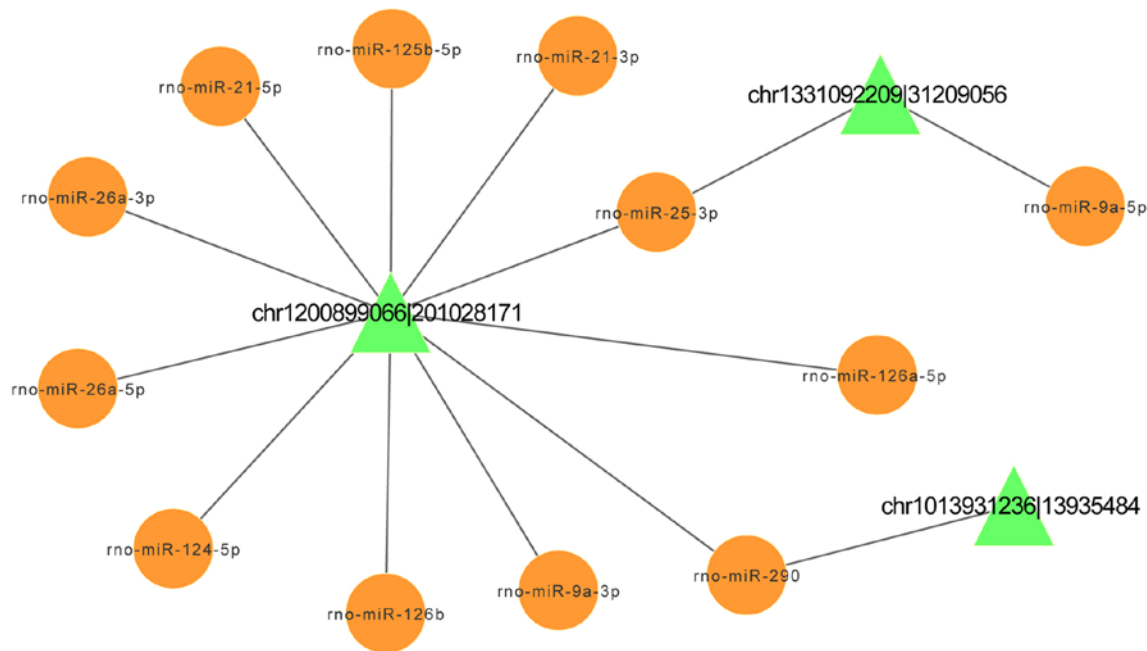 rno-miR-125b-5p
rno-miR-21-3p
rno-miR-21-5p
chr1331092209|31209056
rno-miR-26a-3p
rno-miR-25-3p
rno-miR-9a-5p
chr1200899066|201028171
rno-miR-26a-5p
rno-miR-126a-5p
chr1013931236|13935484
rno-miR-124-5p
rno-miR-290
rno-miR-9a-3p
rno-miR-126b